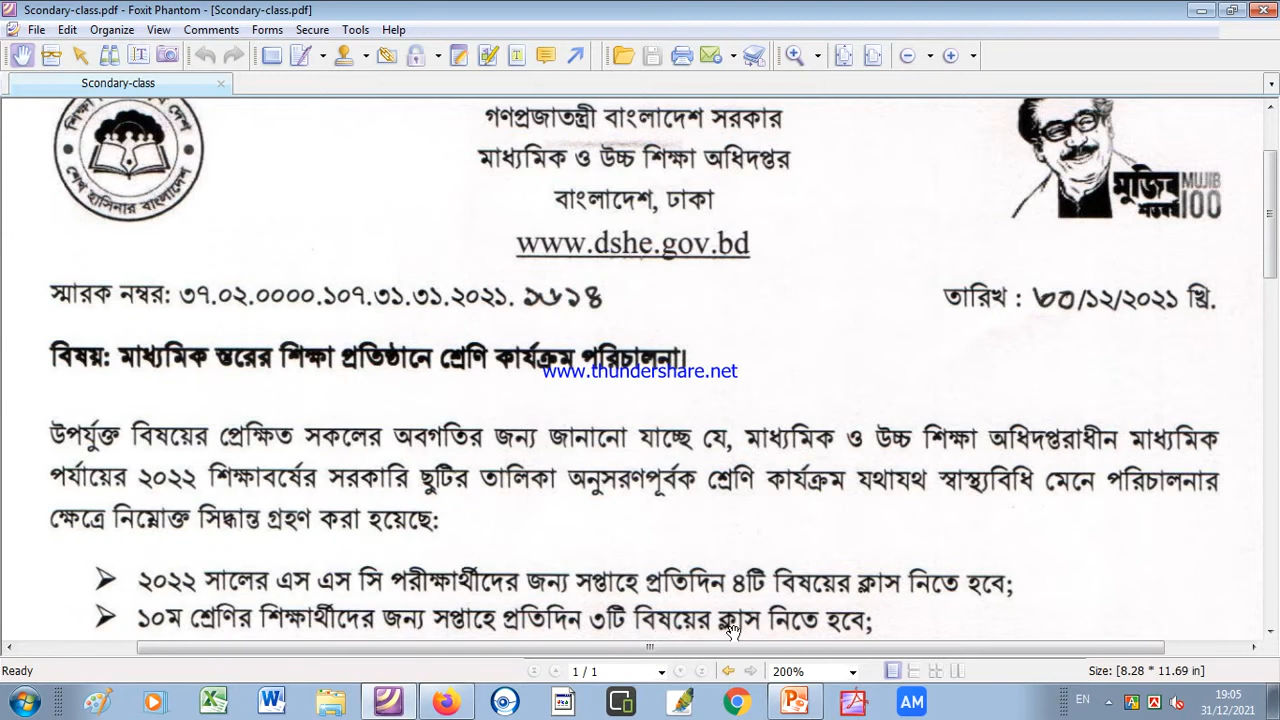 Scondary-class.pdf - Foxit Phantom - [Scondary-class.pdf]
File Edit Organize View Comments Forms Secure Tools Help
Scondary-class
গণপ্রজাতন্ত্রী বাংলাদেশ সরকার
মাধ্যমিক ও উচ্চ শিক্ষা অধিদপ্তর
বাংলাদেশ, ঢাকা
www.dshe.gov.bd
শেখ হাসিনার বাংলাদেশ
মুজিব
শতবর্ষ
MUJIB
100
স্মারক নম্বর: ৩৭.০২.০০০০.১০৭.৩১.৩১.২০২১.
তারিখ : ৩০/১২/২০২১ খ্রি.
বিষয়: মাধ্যমিক স্তরের শিক্ষা প্রতিষ্ঠানে শ্রেণি কার্যক্রম পরিচালনা।
www.thundershare.net
উপর্যুক্ত বিষয়ের প্রেক্ষিত সকলের অবগতির জন্য জানানো যাচ্ছে যে, মাধ্যমিক ও উচ্চ শিক্ষা অধিদপ্তরাধীন মাধ্যমিক
পর্যায়ের ২০২২ শিক্ষাবর্ষের সরকারি ছুটির তালিকা অনুসরণপূর্বক শ্রেণি কার্যক্রম যথাযথ স্বাস্থ্যবিধি মেনে পরিচালনার
ক্ষেত্রে নিম্নোক্ত সিদ্ধান্ত গ্রহণ করা হয়েছে:
➢ ২০২২ সালের এস এস সি পরীক্ষার্থীদের জন্য সপ্তাহে প্রতিদিন ৪টি বিষয়ের ক্লাস নিতে হবে;
➢ ১০ম শ্রেণির শিক্ষার্থীদের জন্য সপ্তাহে প্রতিদিন ৩টি বিষয়ের ক্লাস নিতে হবে;
Ready
1 / 1
200%
Size: [8.28 * 11.69 in]
AM
EN
19:05
31/12/2021